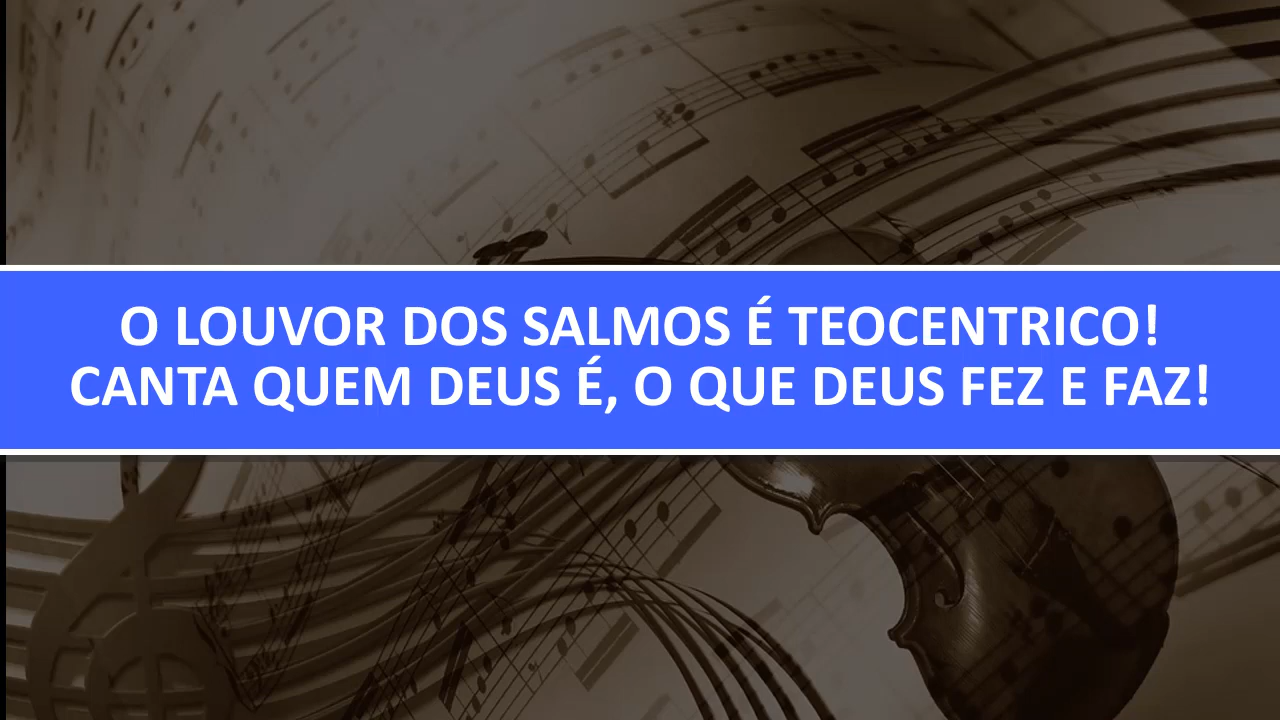 O LOUVOR DOS SALMOS É TEOCENTRICO!
CANTA QUEM DEUS É, O QUE DEUS FEZ E FAZ!